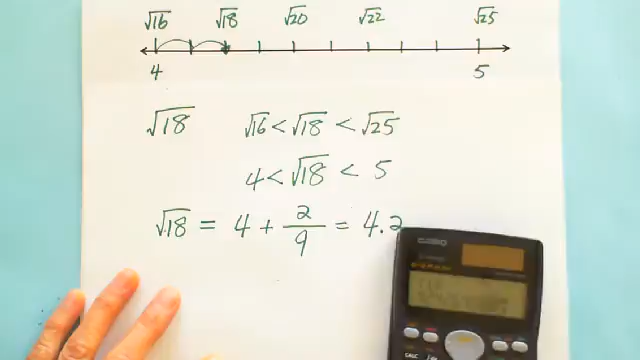 √16 √18 √20 √22 √25
4 5
√18 √16 < √18 < √25
4 < √18 < 5
√18 = 4 + 2/9 = 4.2
CASIO
CALC